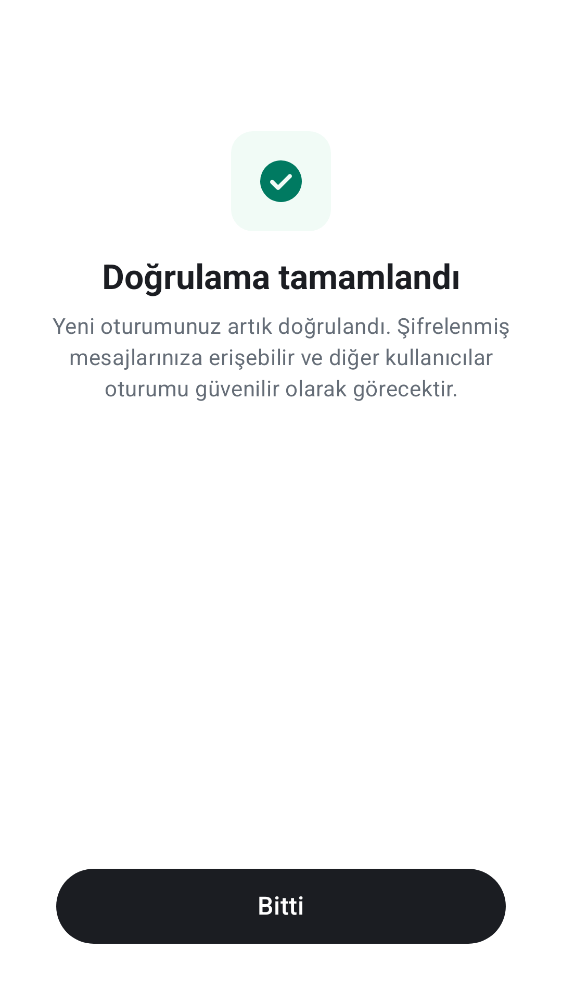 Doğrulama tamamlandı
Yeni oturumunuz artık doğrulandı. Şifrelenmiş
mesajlarınıza erişebilir ve diğer kullanıcılar
oturumu güvenilir olarak görecektir.
Bitti